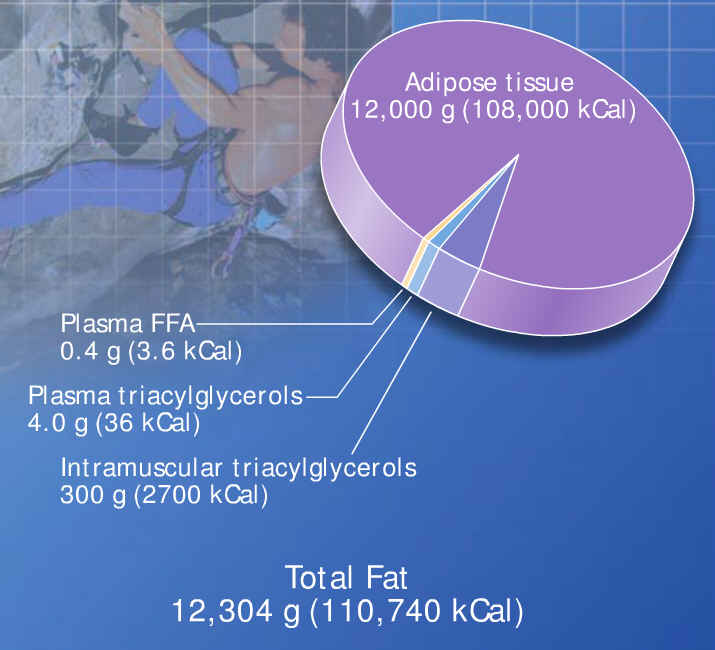 Adipose tissue
12,000 g (108,000 kCal)
Plasma FFA
0.4 g (3.6 kCal)
Plasma triacylglycerols
4.0 g (36 kCal)
Intramuscular triacylglycerols
300 g (2700 kCal)
Total Fat
12,304 g (110,740 kCal)